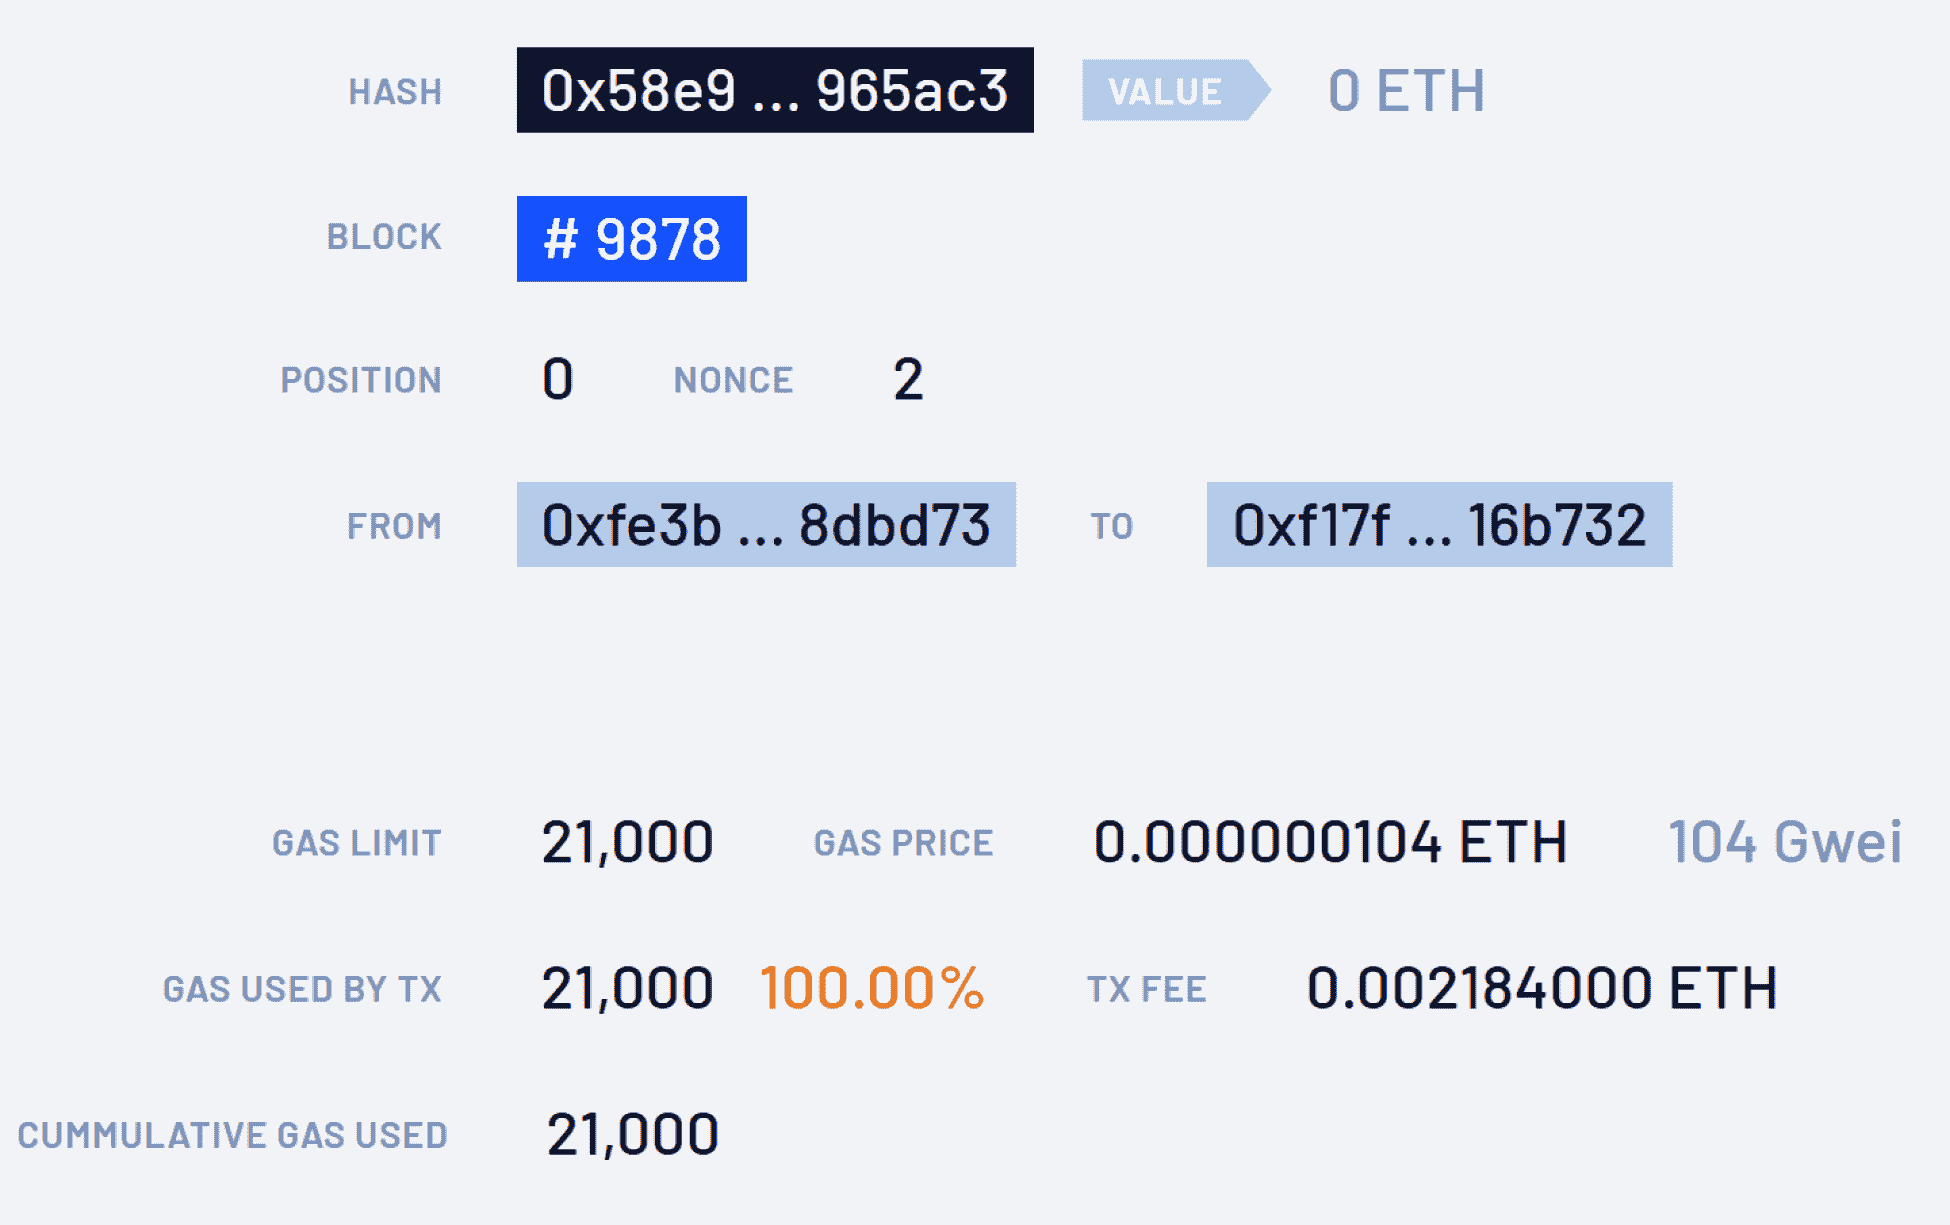 HASH 0x58e9 ... 965ac3 VALUE 0 ETH
BLOCK # 9878
POSITION 0 NONCE 2
FROM 0xfe3b ... 8dbd73 TO 0xf17f ... 16b732
GAS LIMIT 21,000 GAS PRICE 0.000000104 ETH 104 Gwei
GAS USED BY TX 21,000 100.00% TX FEE 0.002184000 ETH
CUMMULATIVE GAS USED 21,000